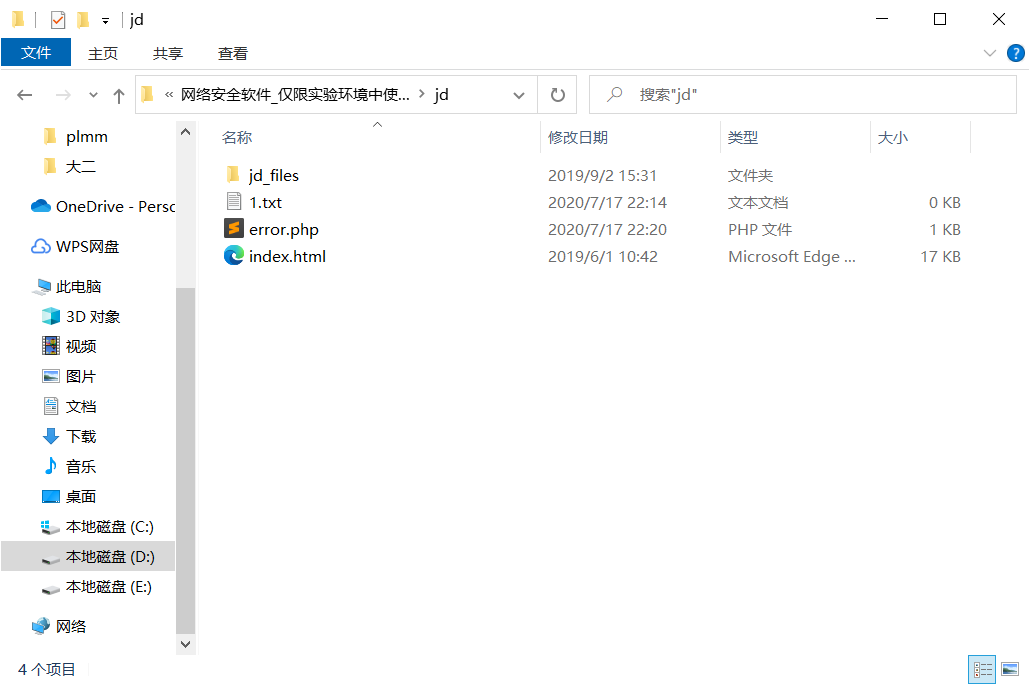 jd
文件 主页 共享 查看
« 网络安全软件_仅限实验环境中使... › jd 搜索"jd"
plmm
大二
OneDrive - Perso
WPS网盘
此电脑
3D 对象
视频
图片
文档
下载
音乐
桌面
本地磁盘 (C:)
本地磁盘 (D:)
本地磁盘 (E:)
网络
名称 修改日期 类型 大小
jd_files 2019/9/2 15:31 文件夹
1.txt 2020/7/17 22:14 文本文档 0 KB
error.php 2020/7/17 22:20 PHP 文件 1 KB
index.html 2019/6/1 10:42 Microsoft Edge ... 17 KB
4 个项目